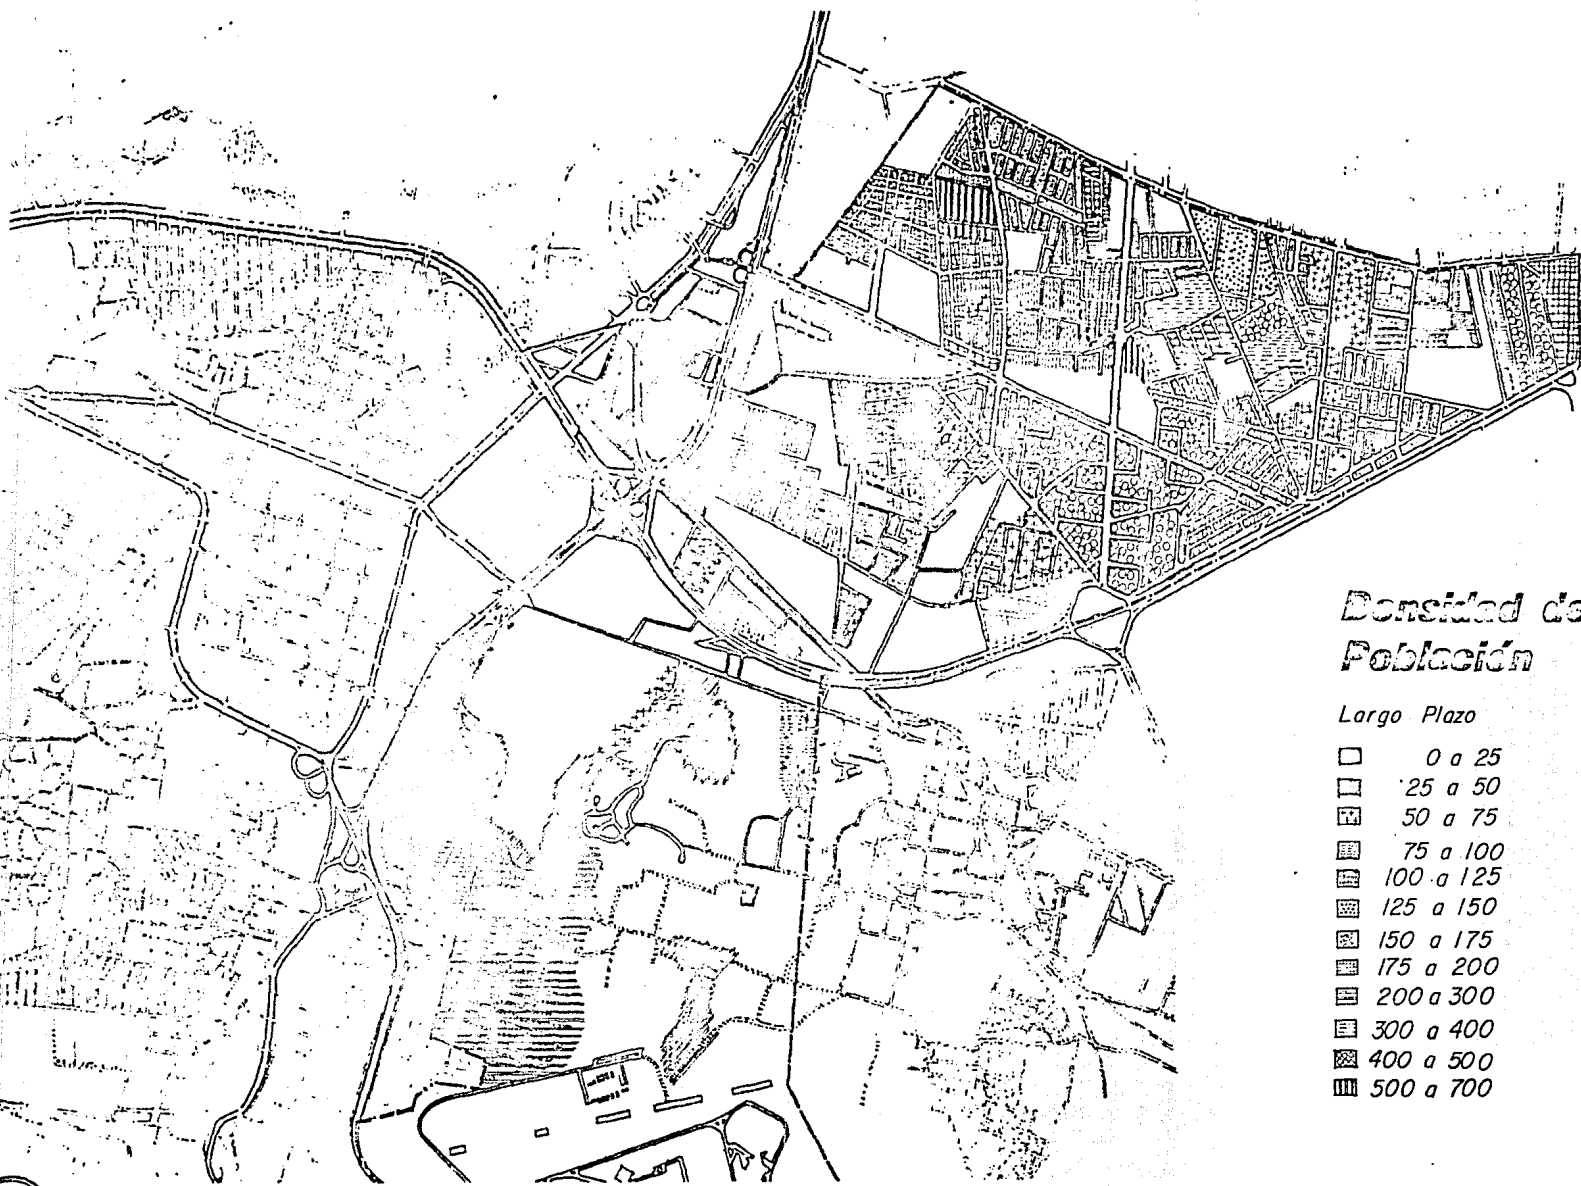 Densidad de
Población
Largo Plazo
0 a 25
25 a 50
50 a 75
75 a 100
100 a 125
125 a 150
150 a 175
175 a 200
200 a 300
300 a 400
400 a 500
500 a 700